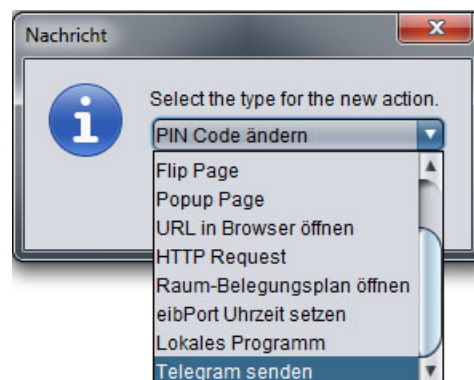 Nachricht
Select the type for the new action.
PIN Code ändern
Flip Page
Popup Page
URL in Browser öffnen
HTTP Request
Raum-Belegungsplan öffnen
eibPort Uhrzeit setzen
Lokales Programm
Telegram senden